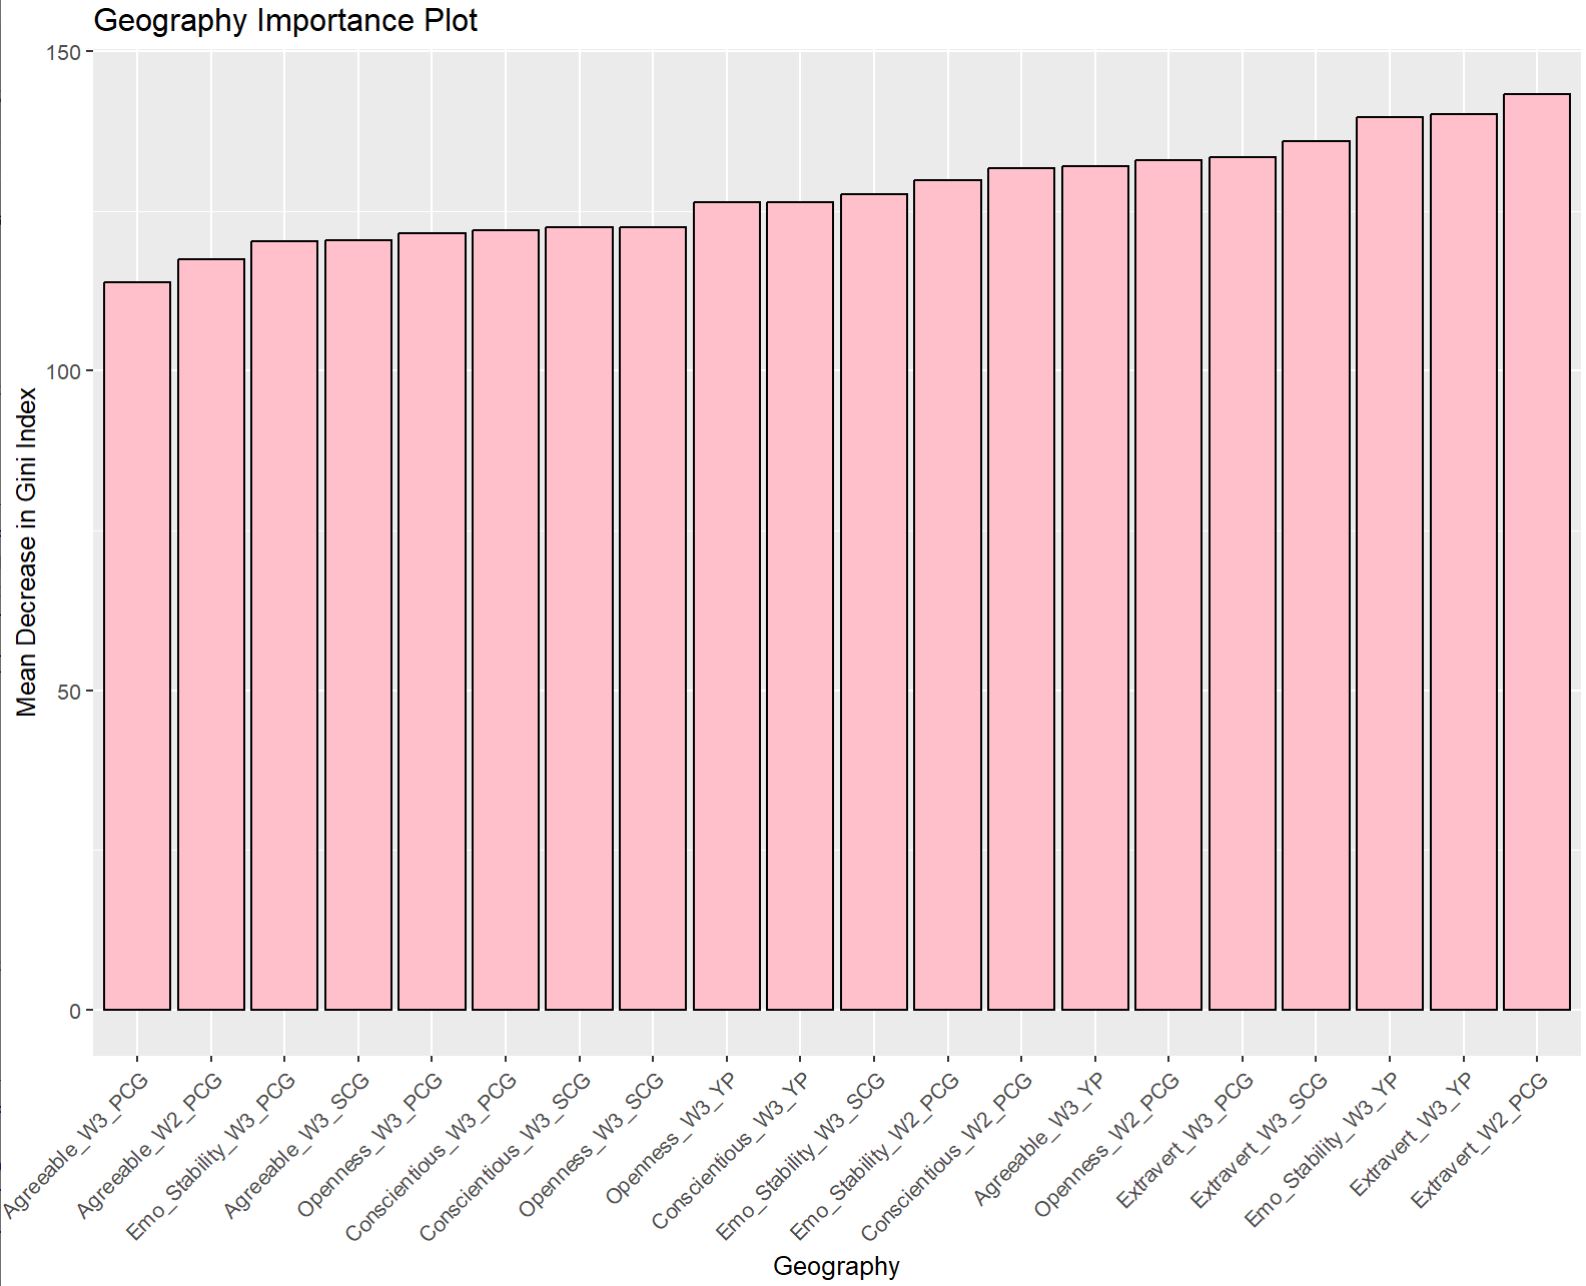 Geography Importance Plot
150
100
50
0
Mean Decrease in Gini Index
Agreeable_W3_PCG
Agreeable_W2_PCG
Emo_Stability_W3_PCG
Agreeable_W3_SCG
Openness_W3_PCG
Conscientious_W3_PCG
Conscientious_W3_SCG
Openness_W3_SCG
Openness_W3_YP
Conscientious_W3_YP
Emo_Stability_W3_SCG
Emo_Stability_W2_PCG
Conscientious_W2_PCG
Agreeable_W3_YP
Openness_W2_PCG
Extravert_W3_PCG
Extravert_W3_SCG
Emo_Stability_W3_YP
Extravert_W3_YP
Extravert_W2_PCG
Geography